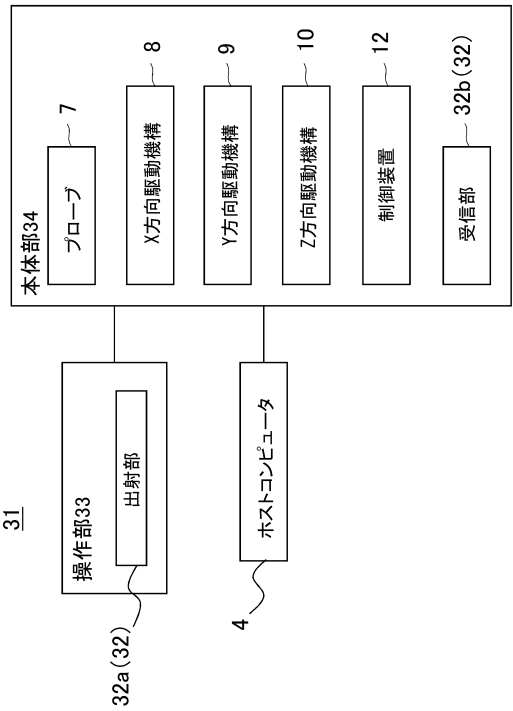 31
操作部33
出射部
32a(32)
ホストコンピュータ
4
本体部34
プローブ
7
X方向駆動機構
8
Y方向駆動機構
9
Z方向駆動機構
10
制御装置
12
受信部
32b(32)